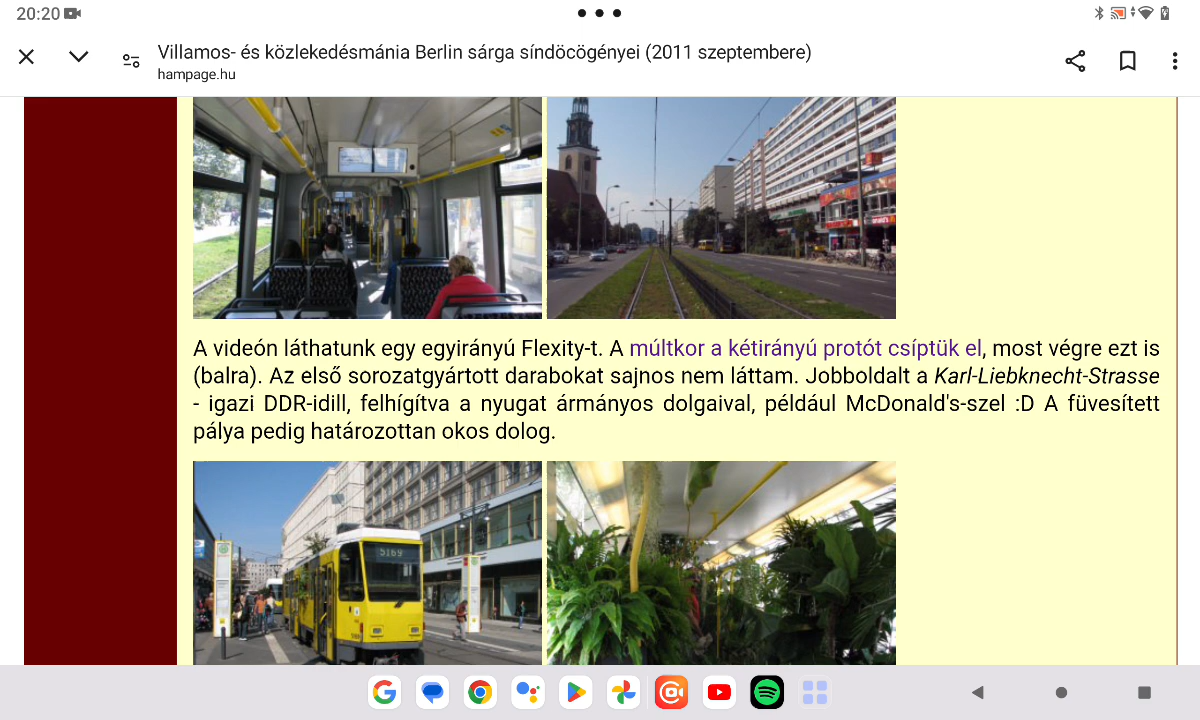 20:20
Villamos- és közlekedésmánia Berlin sárga síndöcögényei (2011 szeptembere)
hampage.hu
A videón láthatunk egy egyirányú Flexity-t. A múltkor a kétirányú protót csíptük el, most végre ezt is
(balra). Az első sorozatgyártott darabokat sajnos nem láttam. Jobboldalt a Karl-Liebknecht-Strasse
- igazi DDR-idill, felhígítva a nyugat ármányos dolgaival, például McDonald's-szel :D A füvesített
pálya pedig határozottan okos dolog.
5169